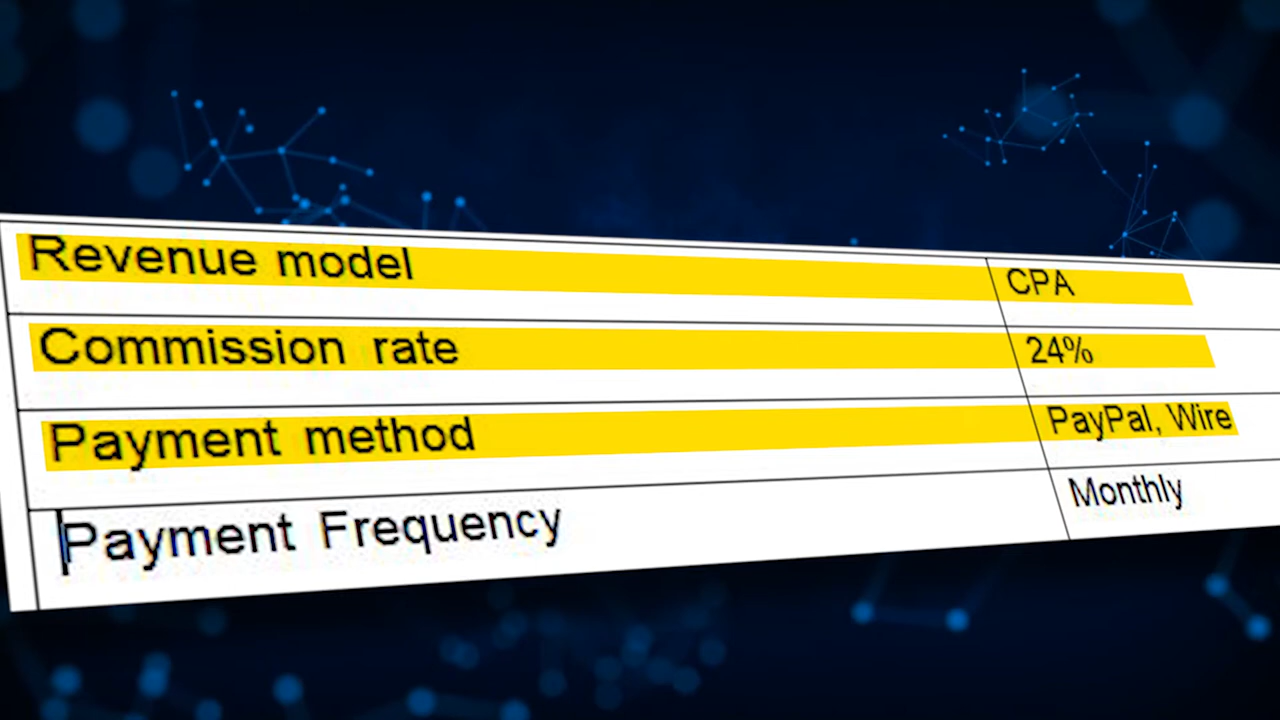 Revenue model CPA
Commission rate 24%
Payment method PayPal, Wire
Payment Frequency Monthly